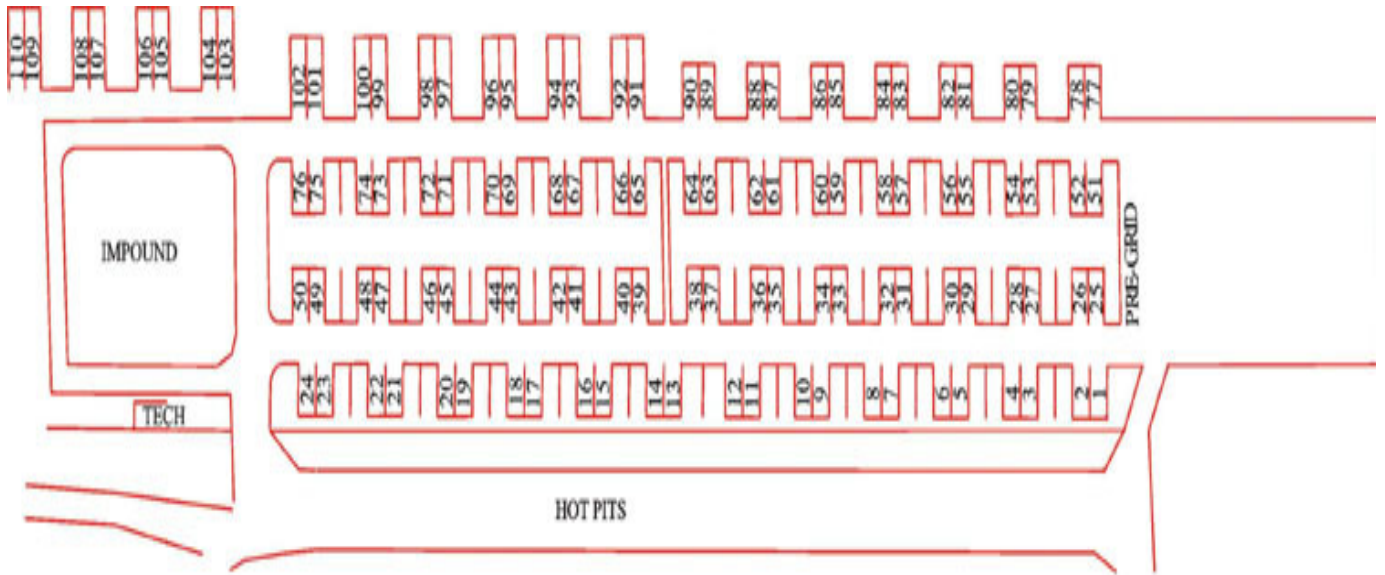 110 109 108 107 106 105 104 103
102 101 100 99 98 97 96 95 94 93 92 91 90 89 88 87 86 85 84 83 82 81 80 79 78 77
76 75 74 73 72 71 70 69 68 67 66 65 64 63 62 61 60 59 58 57 56 55 54 53 52 51
IMPOUND
PRE-GRID
50 49 48 47 46 45 44 43 42 41 40 39 38 37 36 35 34 33 32 31 30 29 28 27 26 25
24 23 22 21 20 19 18 17 16 15 14 13 12 11 10 9 8 7 6 5 4 3 2 1
TECH
HOT PITS